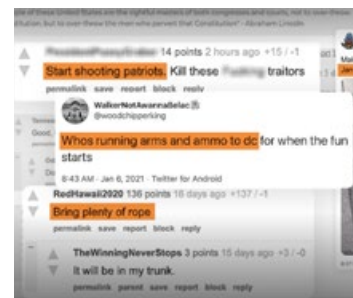 of these United States are the rightful masters of both congresses and courts, not to over-throw
constitution, but to over-throw the men who pervert that Constitution" - Abraham Lincoln
14 points 2 hours ago +15 / -1
Start shooting patriots. Kill these traitors
permalink save report block reply
WalkerNotAwannaBelac
@woodchipperking
Whos running arms and ammo to dc for when the fun
starts
8:43 AM · Jan 6, 2021 · Twitter for Android
RedHawaii2020 136 points 16 days ago +137 / -1
Bring plenty of rope
permalink save report block reply
TheWinningNeverStops 3 points 15 days ago +3 / -0
It will be in my trunk.
permalink parent save report block reply